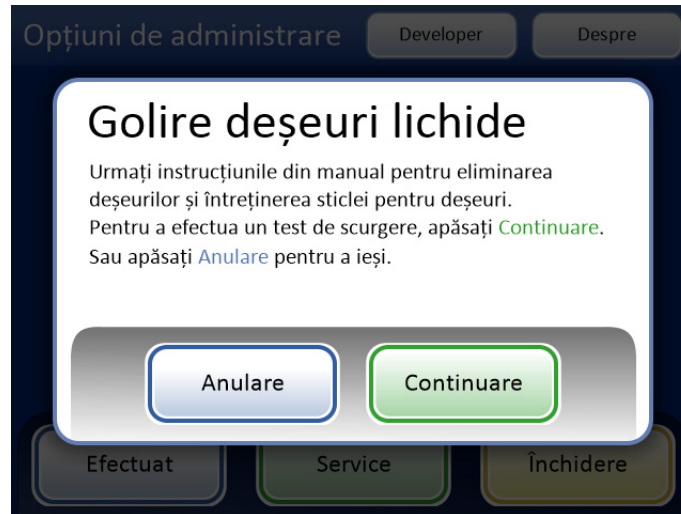 Opțiuni de administrare
Developer
Despre
Golire deșeuri lichide
Urmați instrucțiunile din manual pentru eliminarea
deșeurilor și întreținerea sticlei pentru deșeuri.
Pentru a efectua un test de scurgere, apăsați Continuare.
Sau apăsați Anulare pentru a ieși.
Anulare
Continuare
Efectuat
Service
Închidere